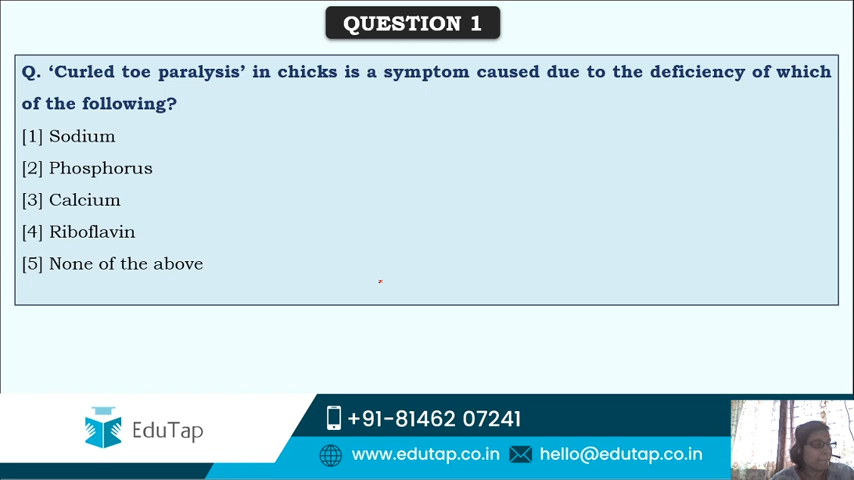 QUESTION 1
Q. ‘Curled toe paralysis’ in chicks is a symptom caused due to the deficiency of which
of the following?
[1] Sodium
[2] Phosphorus
[3] Calcium
[4] Riboflavin
[5] None of the above
EduTap
+91-81462 07241
www.edutap.co.in
hello@edutap.co.in